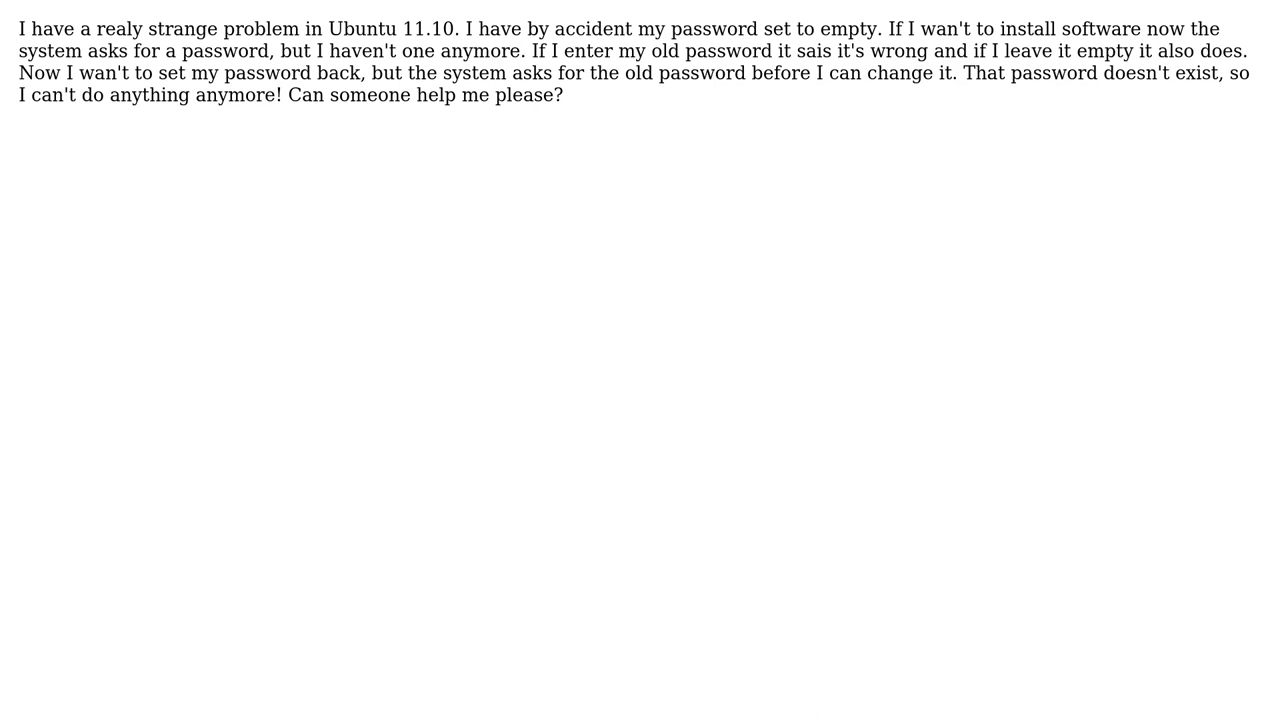 I have a realy strange problem in Ubuntu 11.10. I have by accident my password set to empty. If I wan't to install software now the
system asks for a password, but I haven't one anymore. If I enter my old password it sais it's wrong and if I leave it empty it also does.
Now I wan't to set my password back, but the system asks for the old password before I can change it. That password doesn't exist, so
I can't do anything anymore! Can someone help me please?